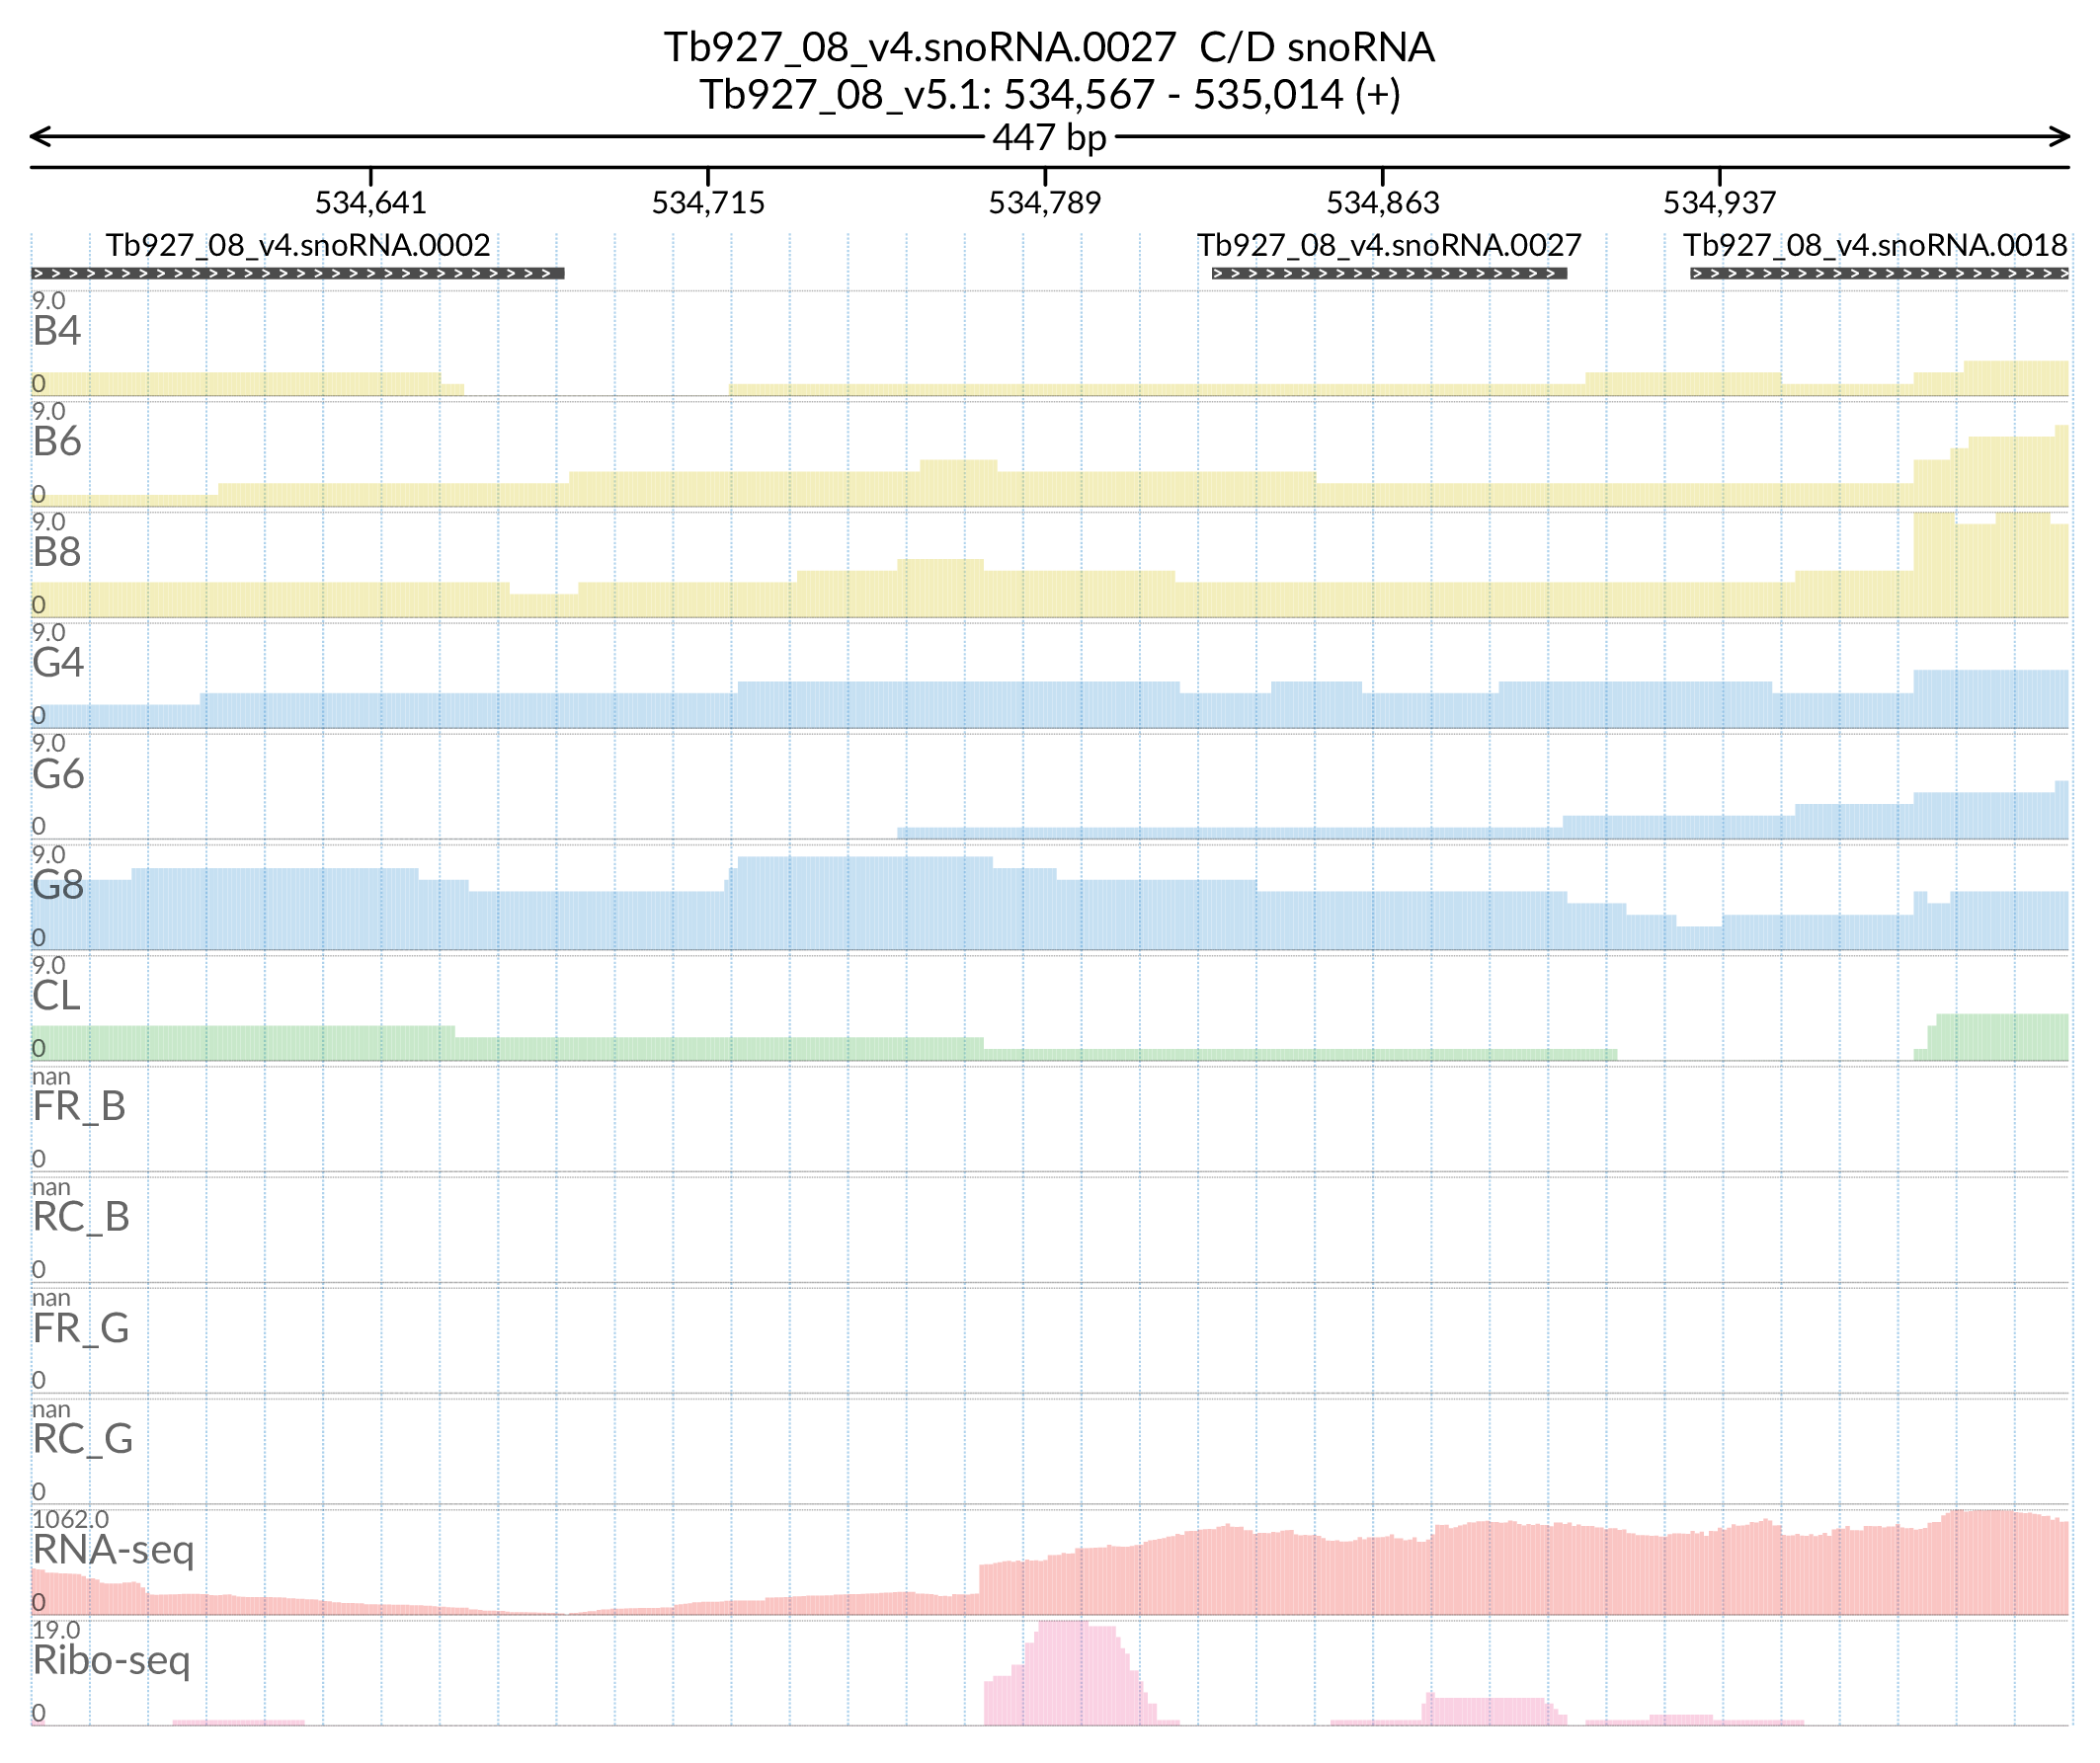 Tb927_08_v4.snoRNA.0027 C/D snoRNA
Tb927_08_v5.1: 534,567 - 535,014 (+)
447 bp
534,641 534,715 534,789 534,863 534,937
Tb927_08_v4.snoRNA.0002 Tb927_08_v4.snoRNA.0027 Tb927_08_v4.snoRNA.0018
9.0
B4
0
9.0
B6
0
9.0
B8
0
9.0
G4
0
9.0
G6
0
9.0
G8
0
9.0
CL
0
nan
FR_B
0
nan
RC_B
0
nan
FR_G
0
nan
RC_G
0
1062.0
RNA-seq
0
19.0
Ribo-seq
0